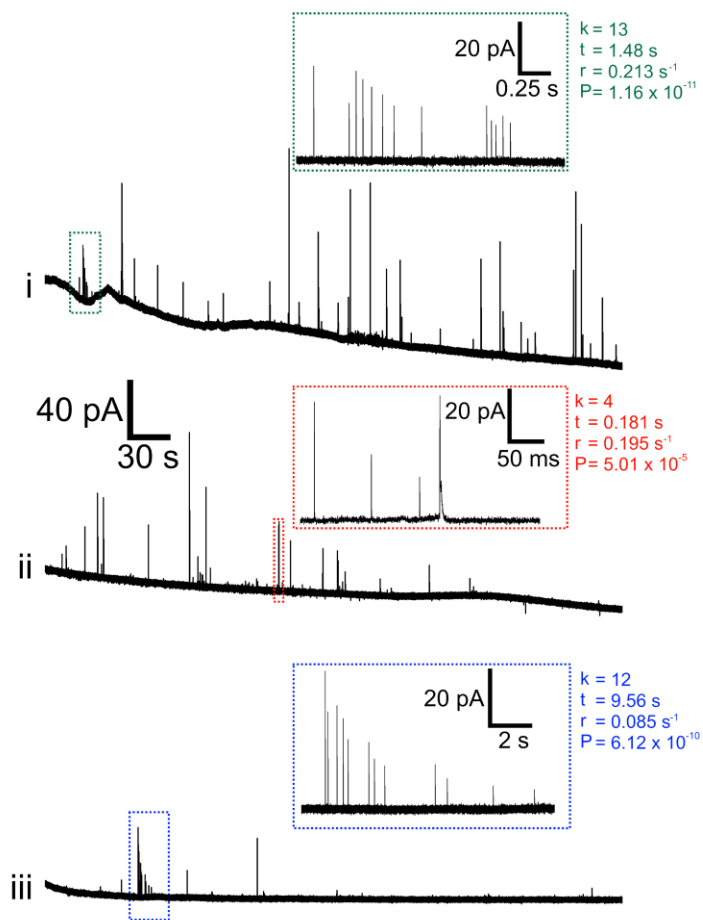 20 pA
0.25 s
k = 13
t = 1.48 s
r = 0.213 s⁻¹
P= 1.16 x 10⁻¹¹
i
40 pA
30 s
20 pA
50 ms
k = 4
t = 0.181 s
r = 0.195 s⁻¹
P = 5.01 x 10⁻⁵
ii
20 pA
2 s
k = 12
t = 9.56 s
r = 0.085 s⁻¹
P = 6.12 x 10⁻¹⁰
iii